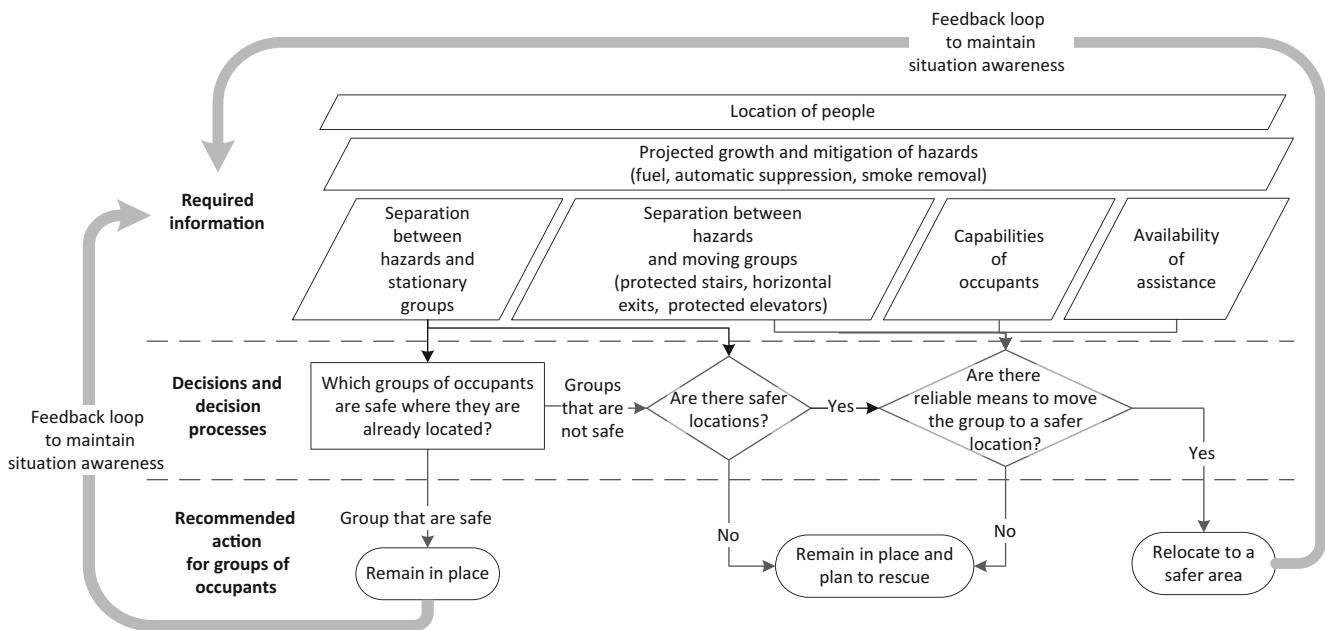 Feedback loop
to maintain
situation awareness
Location of people
Projected growth and mitigation of hazards
(fuel, automatic suppression, smoke removal)
Required
information
Separation
between
hazards and
stationary
groups
Separation between
hazards
and moving groups
(protected stairs, horizontal
exits, protected elevators)
Capabilities
of
occupants
Availability
of
assistance
Feedback loop
to maintain
situation awareness
Decisions and
decision
processes
Which groups of occupants
are safe where they are
already located?
Groups
that are
not safe
Are there safer
locations?
Yes
Are there
reliable means to move
the group to a safer
location?
Yes
Recommended
action
for groups of
occupants
Group that are safe
Remain in place
No
Remain in place and
plan to rescue
No
Relocate to a
safer area